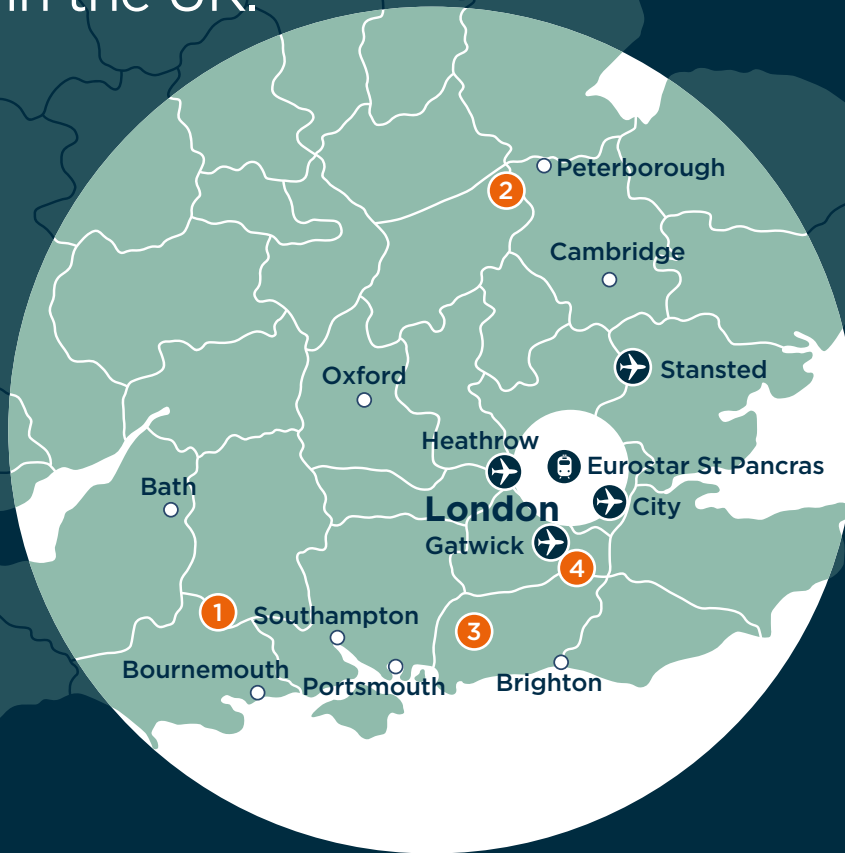 in the UK.
Peterborough
2
Cambridge
Stansted
Oxford
Heathrow
Eurostar St Pancras
Bath
London
City
Gatwick
4
1
Southampton
3
Bournemouth
Portsmouth
Brighton